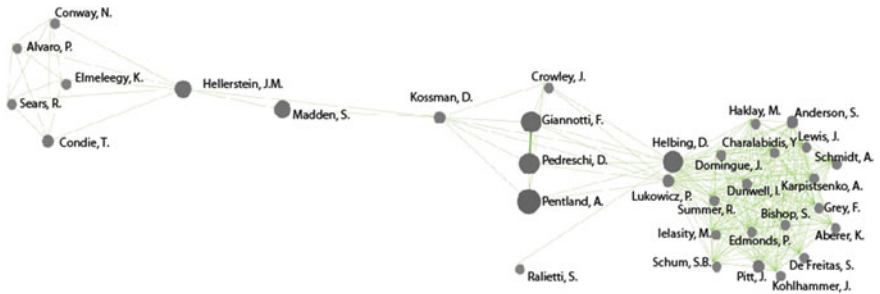 Conway, N.
Alvaro, P.
Elmeleegy, K.
Sears, R.
Condie, T.
Hellerstein, J.M.
Madden, S.
Kossman, D.
Crowley, J.
Giannotti, F.
Pedreschi, D.
Pentland, A.
Ralietti, S.
Helbing, D.
Lukowicz, P.
Haklay, M.
Anderson, S.
Charalabidis, Y
Lewis, J.
Domingue, J.
Schmidt, A.
Dunwell, I.
Karpistsenko, A.
Summer, R.
Bishop, S.
Grey, F.
Ielasity, M.
Edmonds, P.
Aberer, K.
Schum, S.B.
Pitt, J.
De Freitas, S.
Kohlhammer, J.